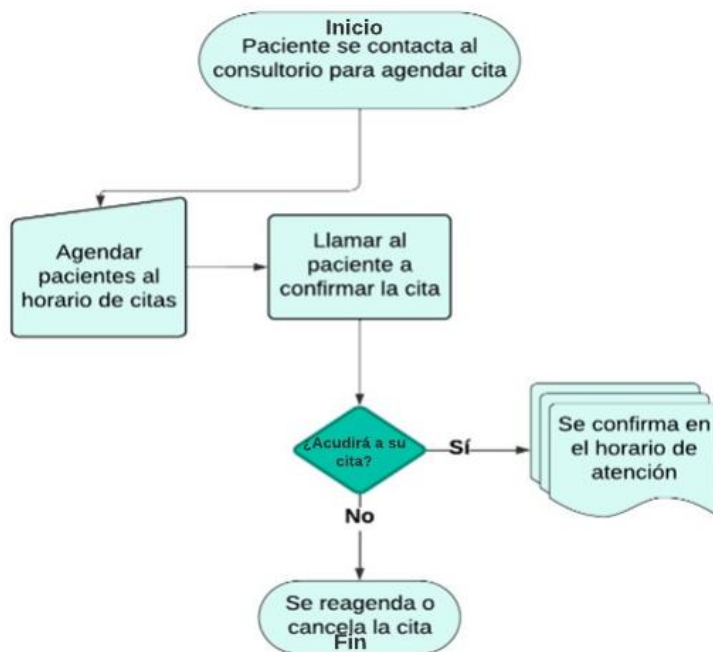 Inicio
Paciente se contacta al
consultorio para agendar cita
Agendar
pacientes al
horario de citas
Llamar al
paciente a
confirmar la cita
¿Acudirá a su
cita?
Sí
Se confirma en
el horario de
atención
No
Se reagenda o
cancela la cita
Fin